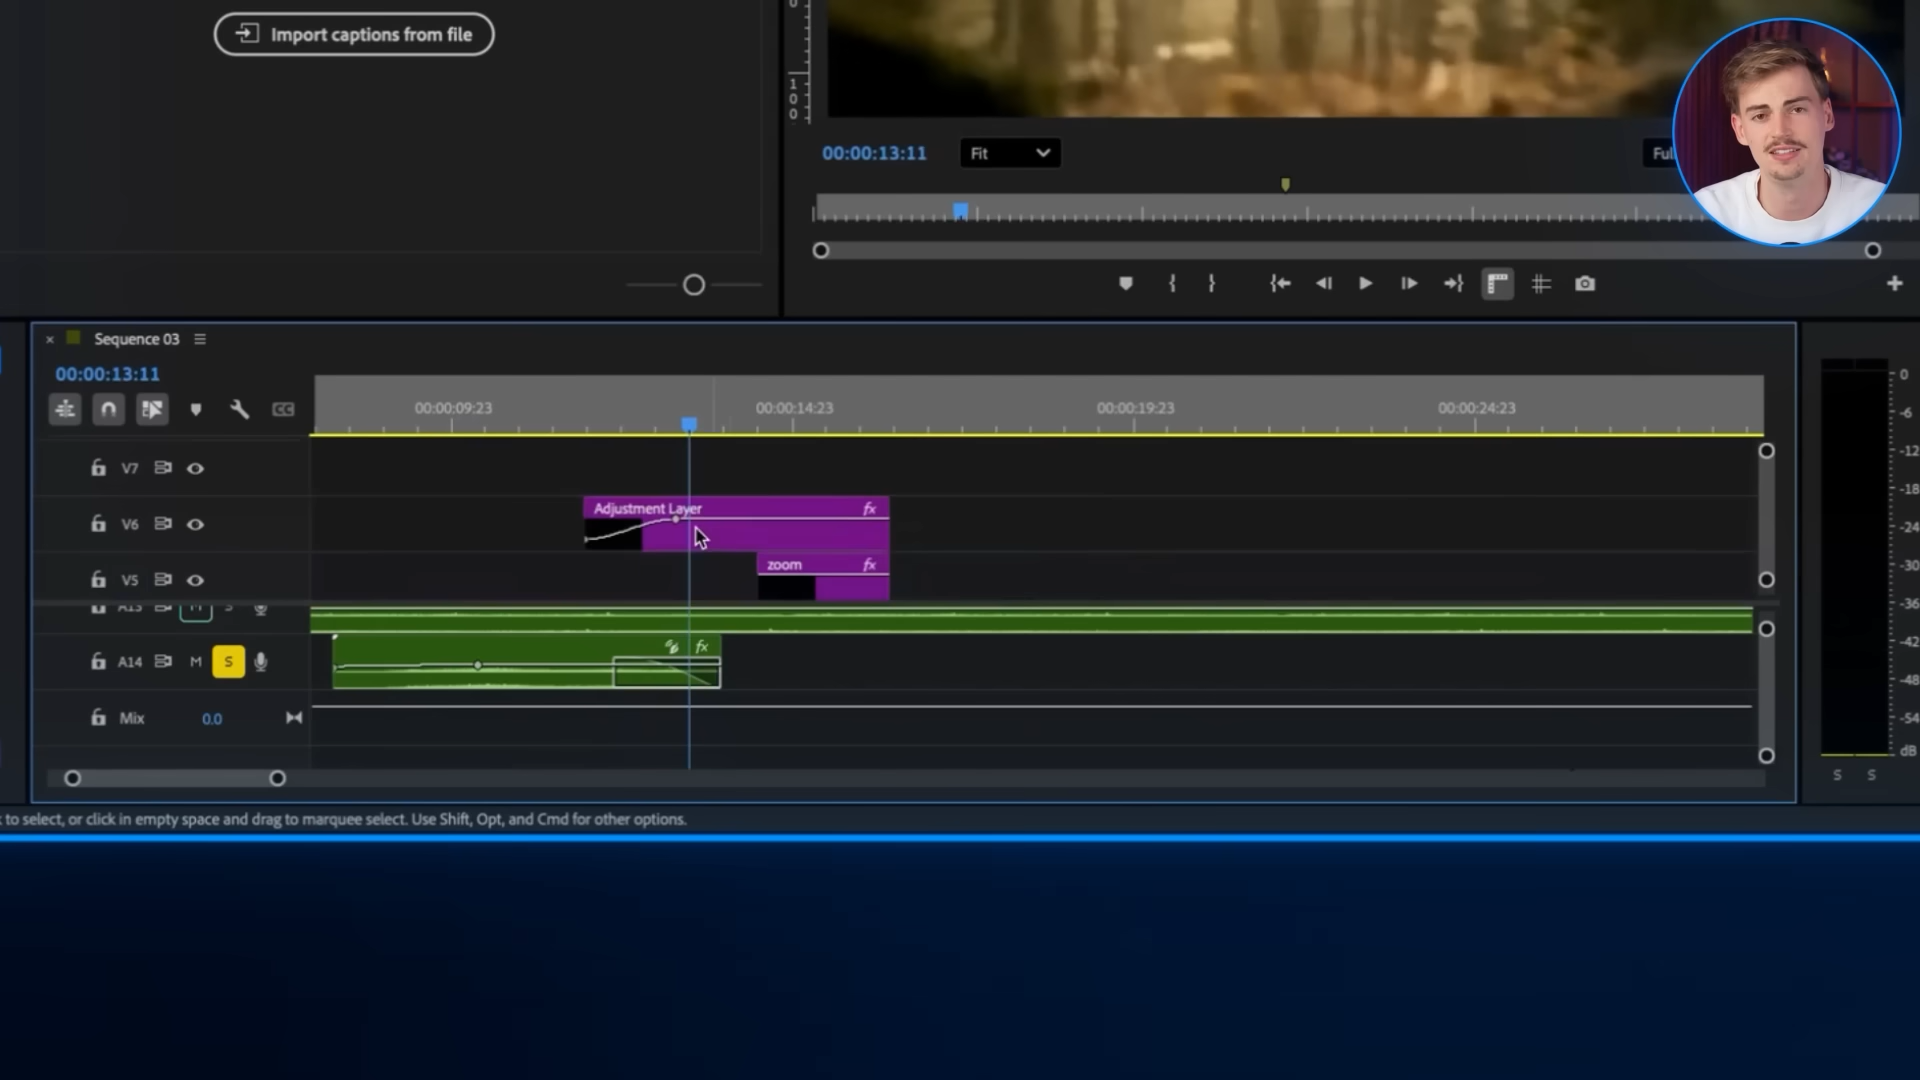 Import captions from file
100
00:00:13:11
Fit
Ful
Sequence 03
00:00:13:11
00:00:09:23
00:00:14:23
00:00:19:23
00:00:24:23
V7
V6
Adjustment Layer
fx
V5
zoom
fx
A13
M
S
A14
M
S
fx
Mix
0.0
0
-6
-12
-18
-24
-30
-36
-42
-48
-54
dB
S
S
to select, or click in empty space and drag to marquee select. Use Shift, Opt, and Cmd for other options.